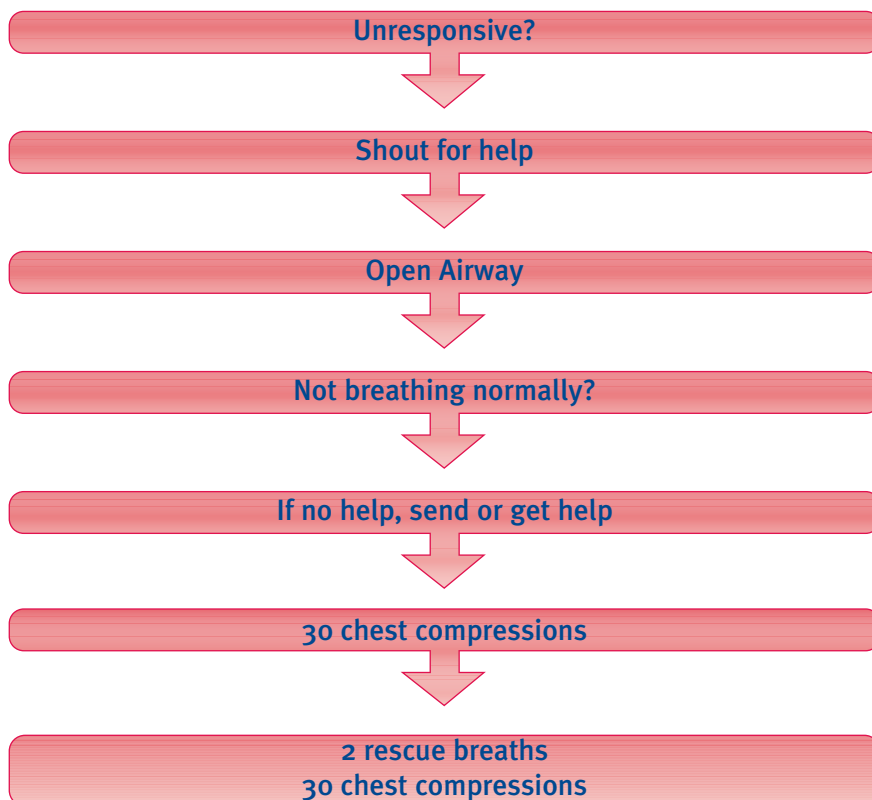 Unresponsive?
Shout for help
Open Airway
Not breathing normally?
If no help, send or get help
30 chest compressions
2 rescue breaths
30 chest compressions